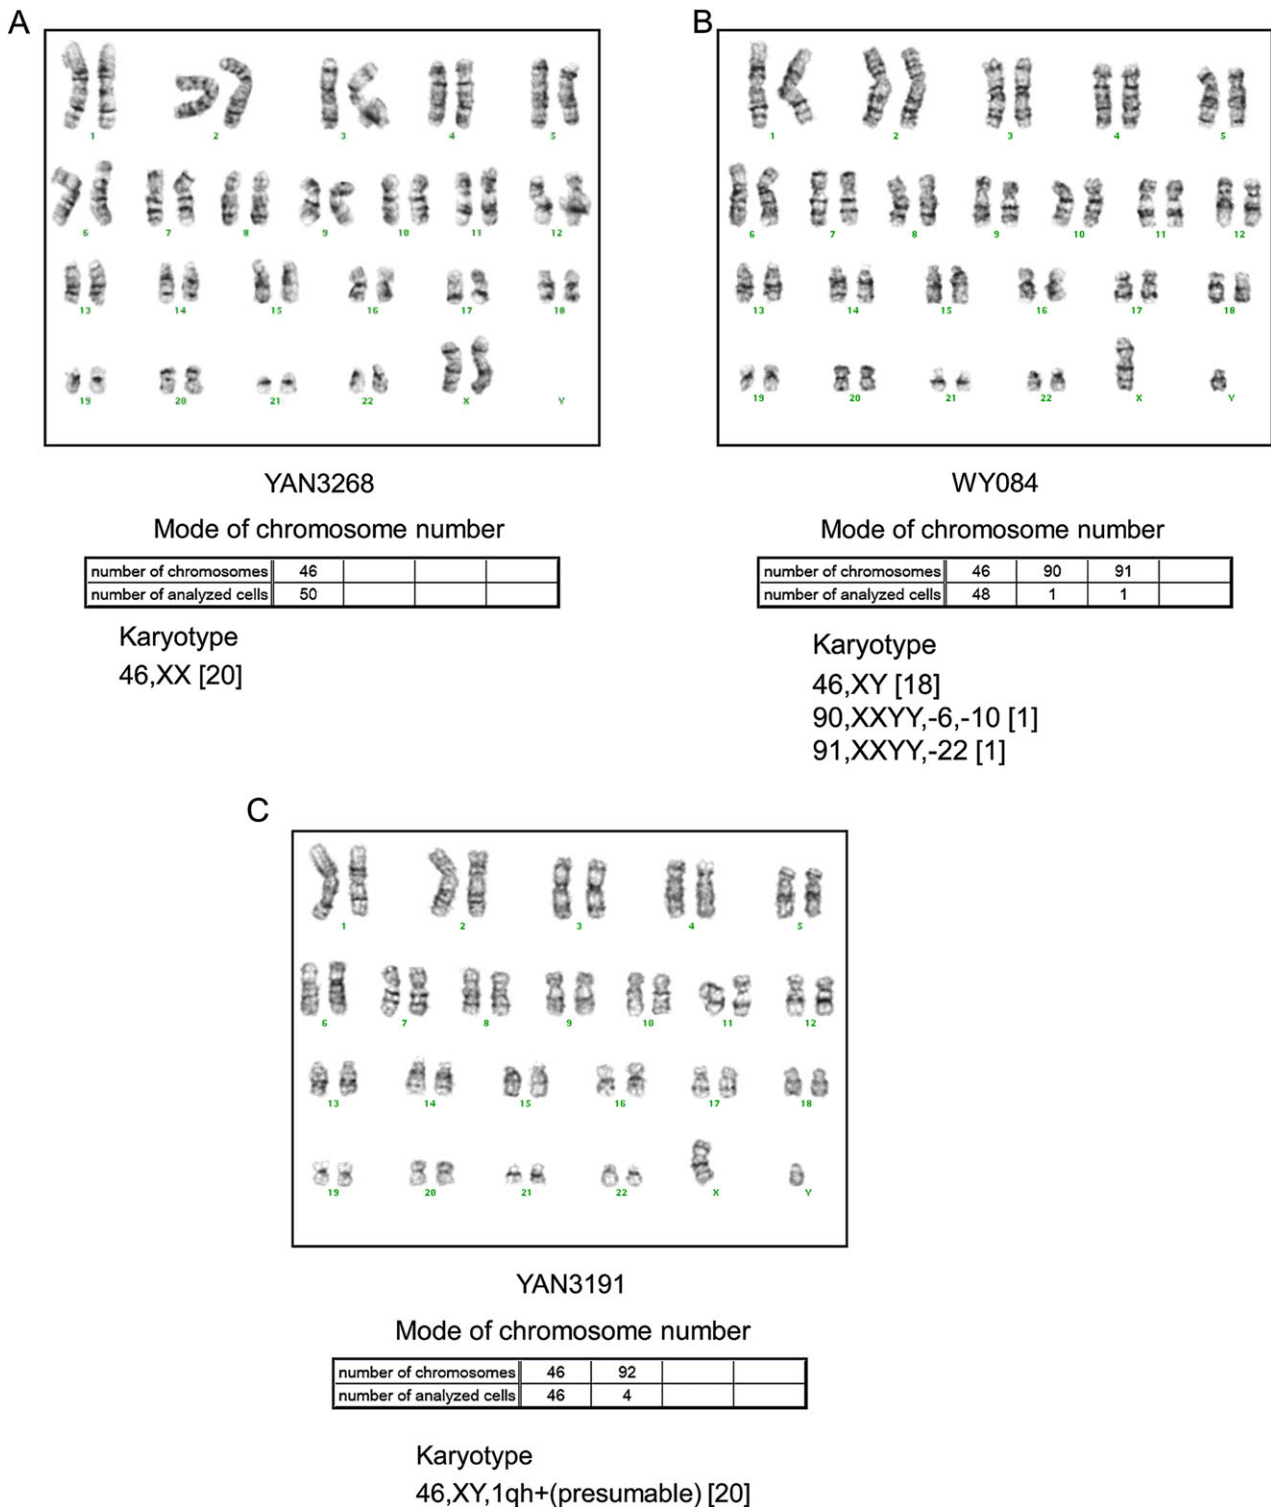 A
1 2 3 4 5
6 7 8 9 10 11 12
13 14 15 16 17 18
19 20 21 22 X Y
YAN3268
Mode of chromosome number
number of chromosomes 46
number of analyzed cells 50
Karyotype
46,XX [20]
B
1 2 3 4 5
6 7 8 9 10 11 12
13 14 15 16 17 18
19 20 21 22 X Y
WY084
Mode of chromosome number
number of chromosomes 46 90 91
number of analyzed cells 48 1 1
Karyotype
46,XY [18]
90,XXYY,-6,-10 [1]
91,XXYY,-22 [1]
C
1 2 3 4 5
6 7 8 9 10 11 12
13 14 15 16 17 18
19 20 21 22 X Y
YAN3191
Mode of chromosome number
number of chromosomes 46 92
number of analyzed cells 46 4
Karyotype
46,XY,1qh+(presumable) [20]